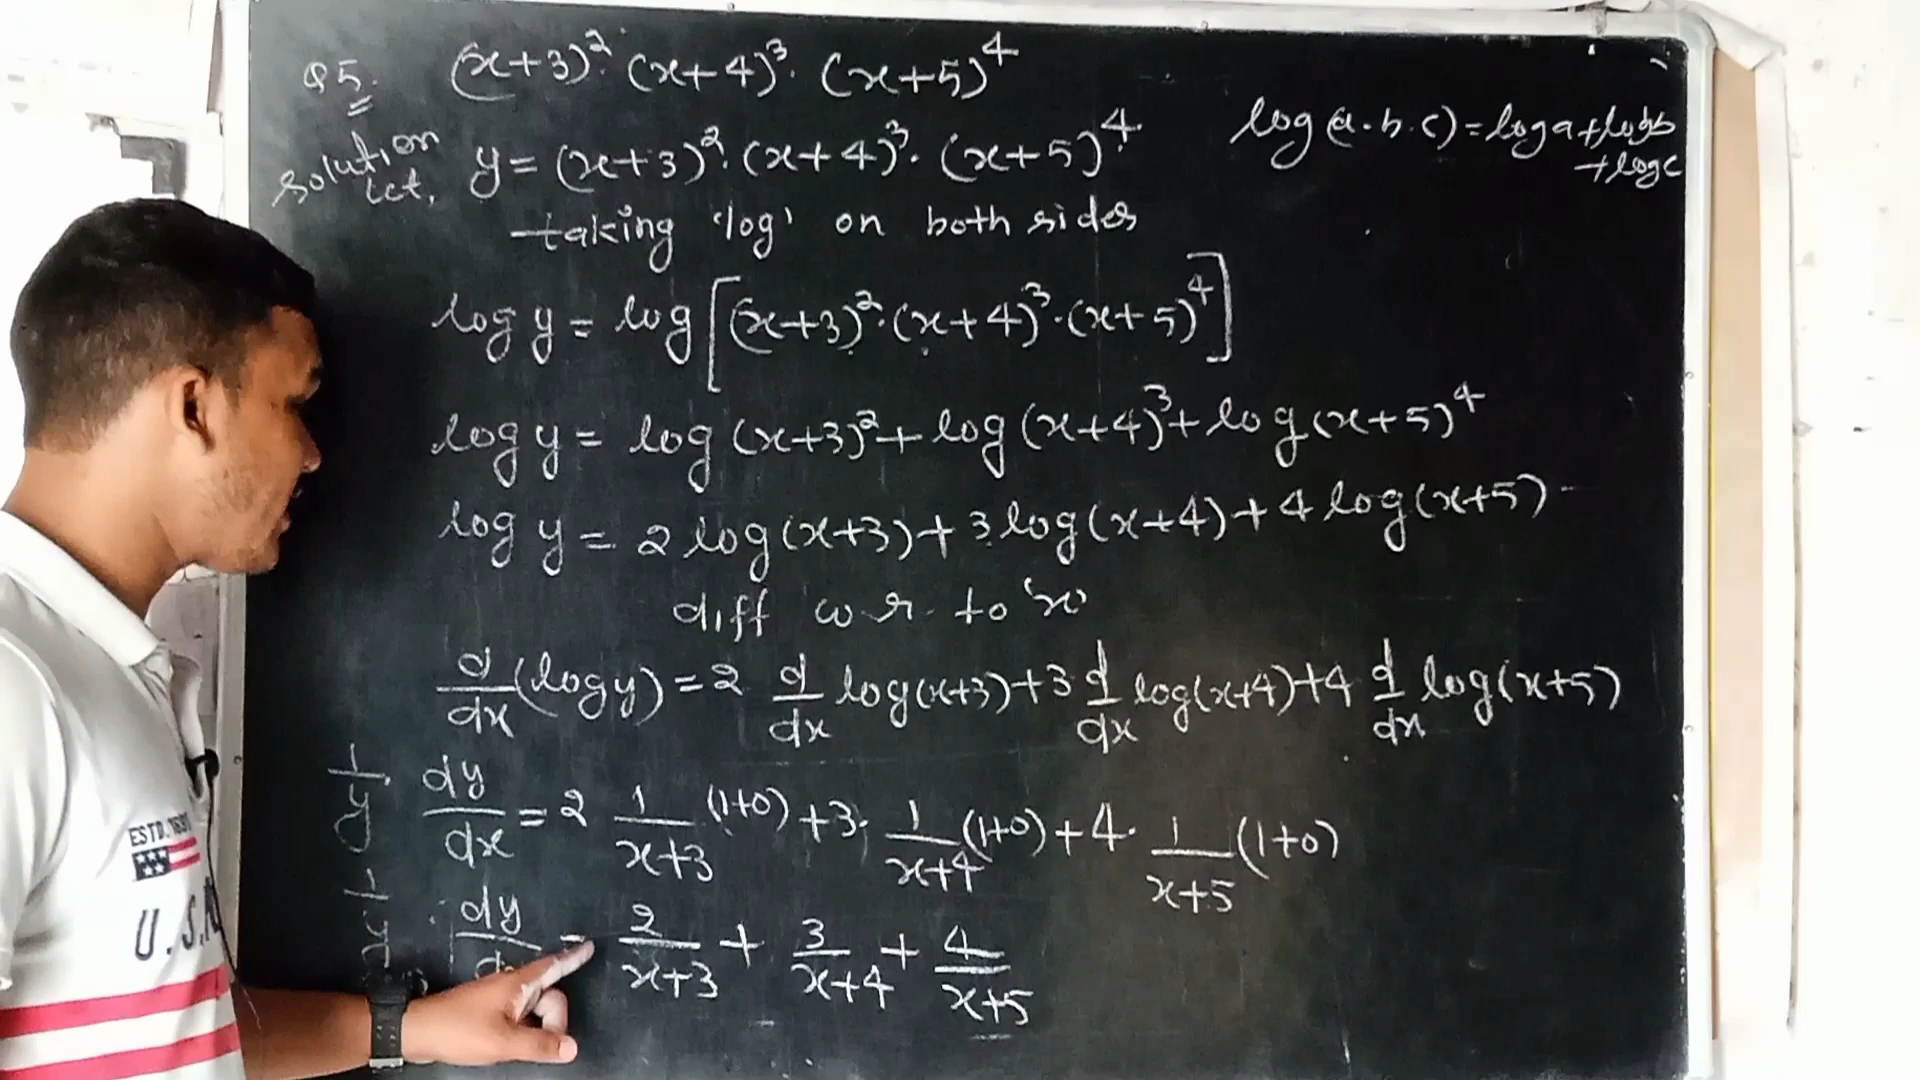 Q5. (x+3)². (x+4)³. (x+5)⁴
solution
let, y = (x+3)². (x+4)³. (x+5)⁴
log(a.b.c) = log a + log b
+ log c
taking 'log' on both sides
log y = log[(x+3)².(x+4)³.(x+5)⁴]
log y = log(x+3)² + log(x+4)³ + log(x+5)⁴
log y = 2 log(x+3) + 3 log(x+4) + 4 log(x+5)
diff w r. to 'x'
d/dx (log y) = 2 d/dx log(x+3) + 3 d/dx log(x+4) + 4 d/dx log(x+5)
1/y . dy/dx = 2 1/x+3 (1+0) + 3. 1/x+4 (1+0) + 4. 1/x+5 (1+0)
1/y . dy/dx = 2/x+3 + 3/x+4 + 4/x+5
ESTD.
U.S.